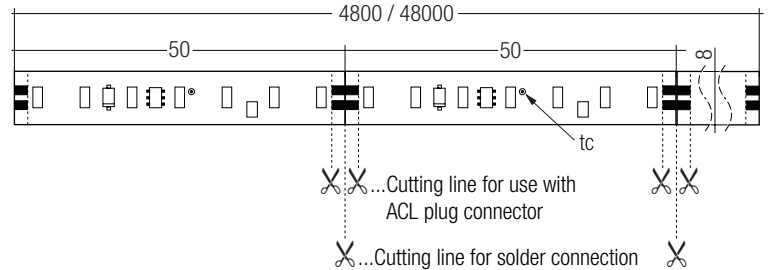 4800 / 48000
50
50
8
tc
...Cutting line for use with
ACL plug connector
...Cutting line for solder connection